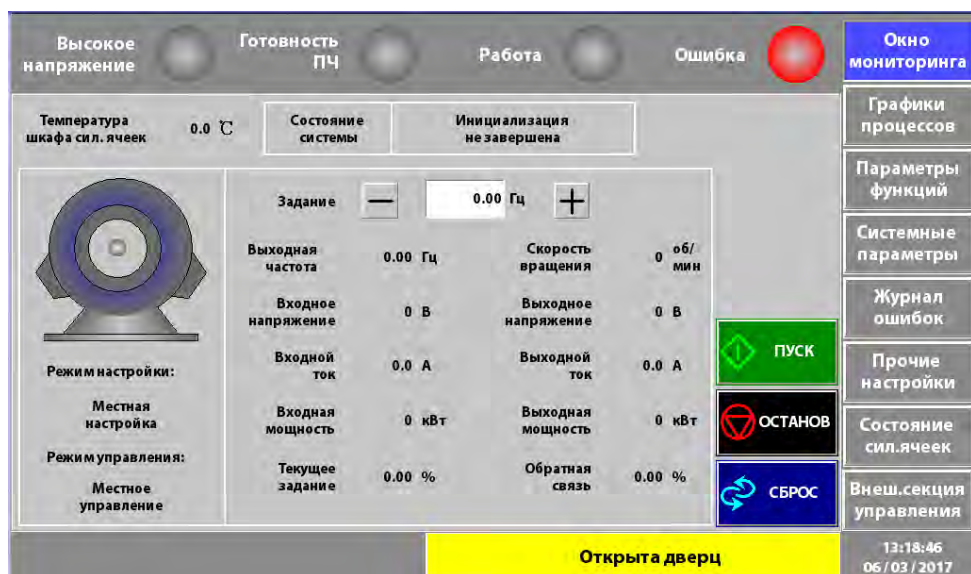 Высокое
напряжение
Готовность
ПЧ
Работа
Ошибка
Окно
мониторинга
Температура
шкафа сил. ячеек
0.0 ℃
Состояние
системы
Инициализация
не завершена
Графики
процессов
Параметры
функций
Системные
параметры
Журнал
ошибок
Прочие
настройки
Состояние
сил.ячеек
Внеш.секция
управления
Задание
−
0.00 Гц
+
Выходная
частота
0.00 Гц
Скорость
вращения
0 об/
мин
Входное
напряжение
0 В
Выходное
напряжение
0 В
Входной
ток
0.0 А
Выходной
ток
0.0 А
Входная
мощность
0 кВт
Выходная
мощность
0 кВт
Текущее
задание
0.00 %
Обратная
связь
0.00 %
Режим настройки:
Местная
настройка
Режим управления:
Местное
управление
ПУСК
ОСТАНОВ
СБРОС
Открыта дверц
13:18:46
06/03/2017